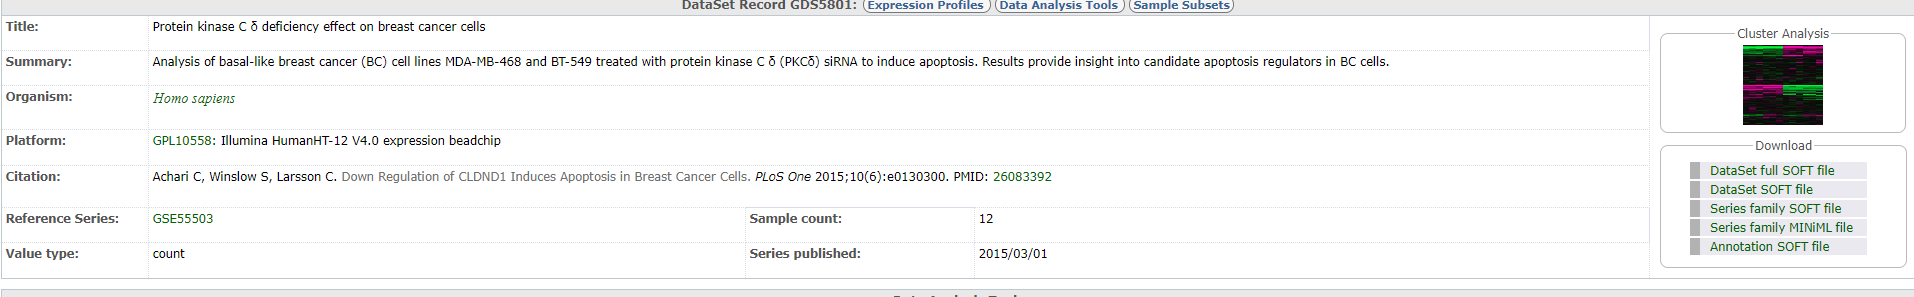 DataSet Record GDS5801: Expression Profiles Data Analysis Tools Sample Subsets
Title: Protein kinase C δ deficiency effect on breast cancer cells
Summary: Analysis of basal-like breast cancer (BC) cell lines MDA-MB-468 and BT-549 treated with protein kinase C δ (PKCδ) siRNA to induce apoptosis. Results provide insight into candidate apoptosis regulators in BC cells.
Organism: Homo sapiens
Platform: GPL10558: Illumina HumanHT-12 V4.0 expression beadchip
Citation: Achari C, Winslow S, Larsson C. Down Regulation of CLDND1 Induces Apoptosis in Breast Cancer Cells. PLoS One 2015;10(6):e0130300. PMID: 26083392
Reference Series: GSE55503 Sample count: 12
Value type: count Series published: 2015/03/01
Cluster Analysis
Download
DataSet full SOFT file
DataSet SOFT file
Series family SOFT file
Series family MINiML file
Annotation SOFT file